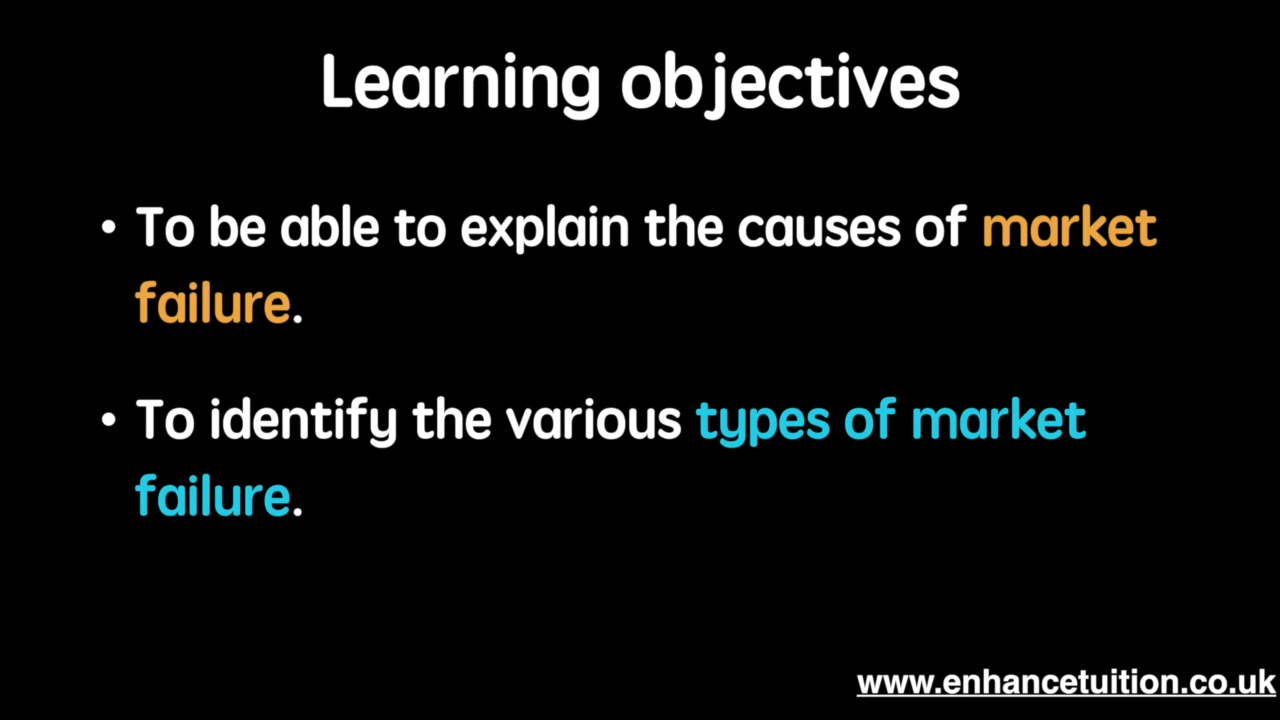 Learning objectives
• To be able to explain the causes of market
failure.
• To identify the various types of market
failure.
www.enhancetuition.co.uk